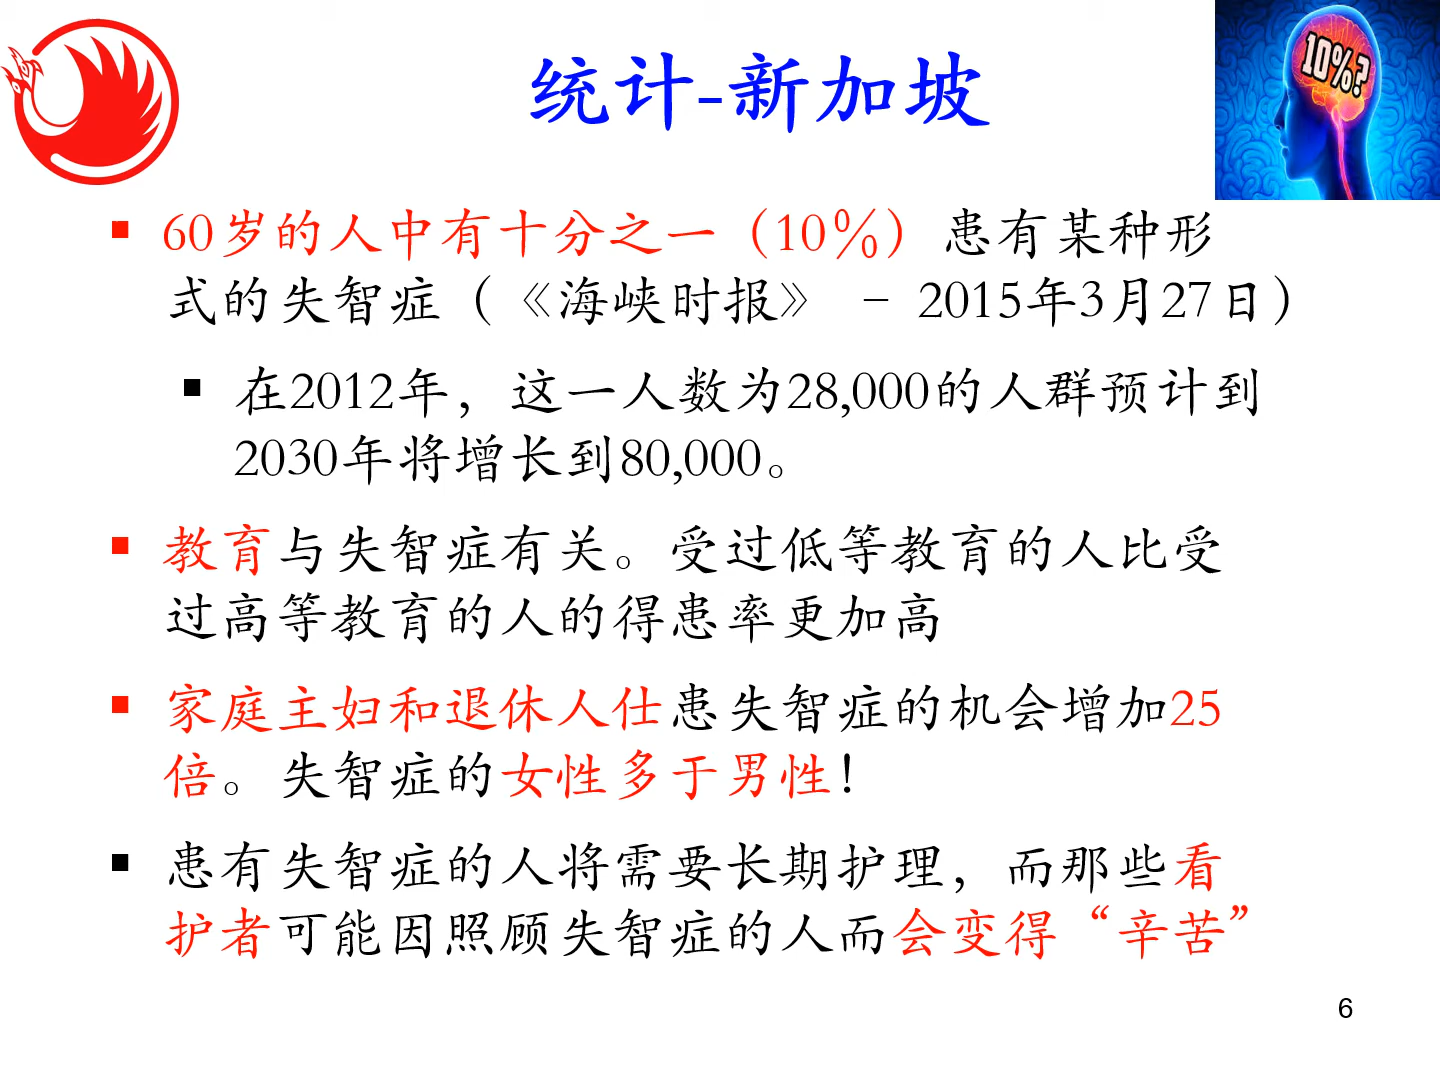 统计-新加坡
10%?
60岁的人中有十分之一（10%）患有某种形
式的失智症（《海峡时报》 – 2015年3月27日）
在2012年，这一人数为28,000的人群预计到
2030年将增长到80,000。
教育与失智症有关。受过低等教育的人比受
过高等教育的人的得患率更加高
家庭主妇和退休人仕患失智症的机会增加25
倍。失智症的女性多于男性！
患有失智症的人将需要长期护理，而那些看
护者可能因照顾失智症的人而会变得“辛苦”
6